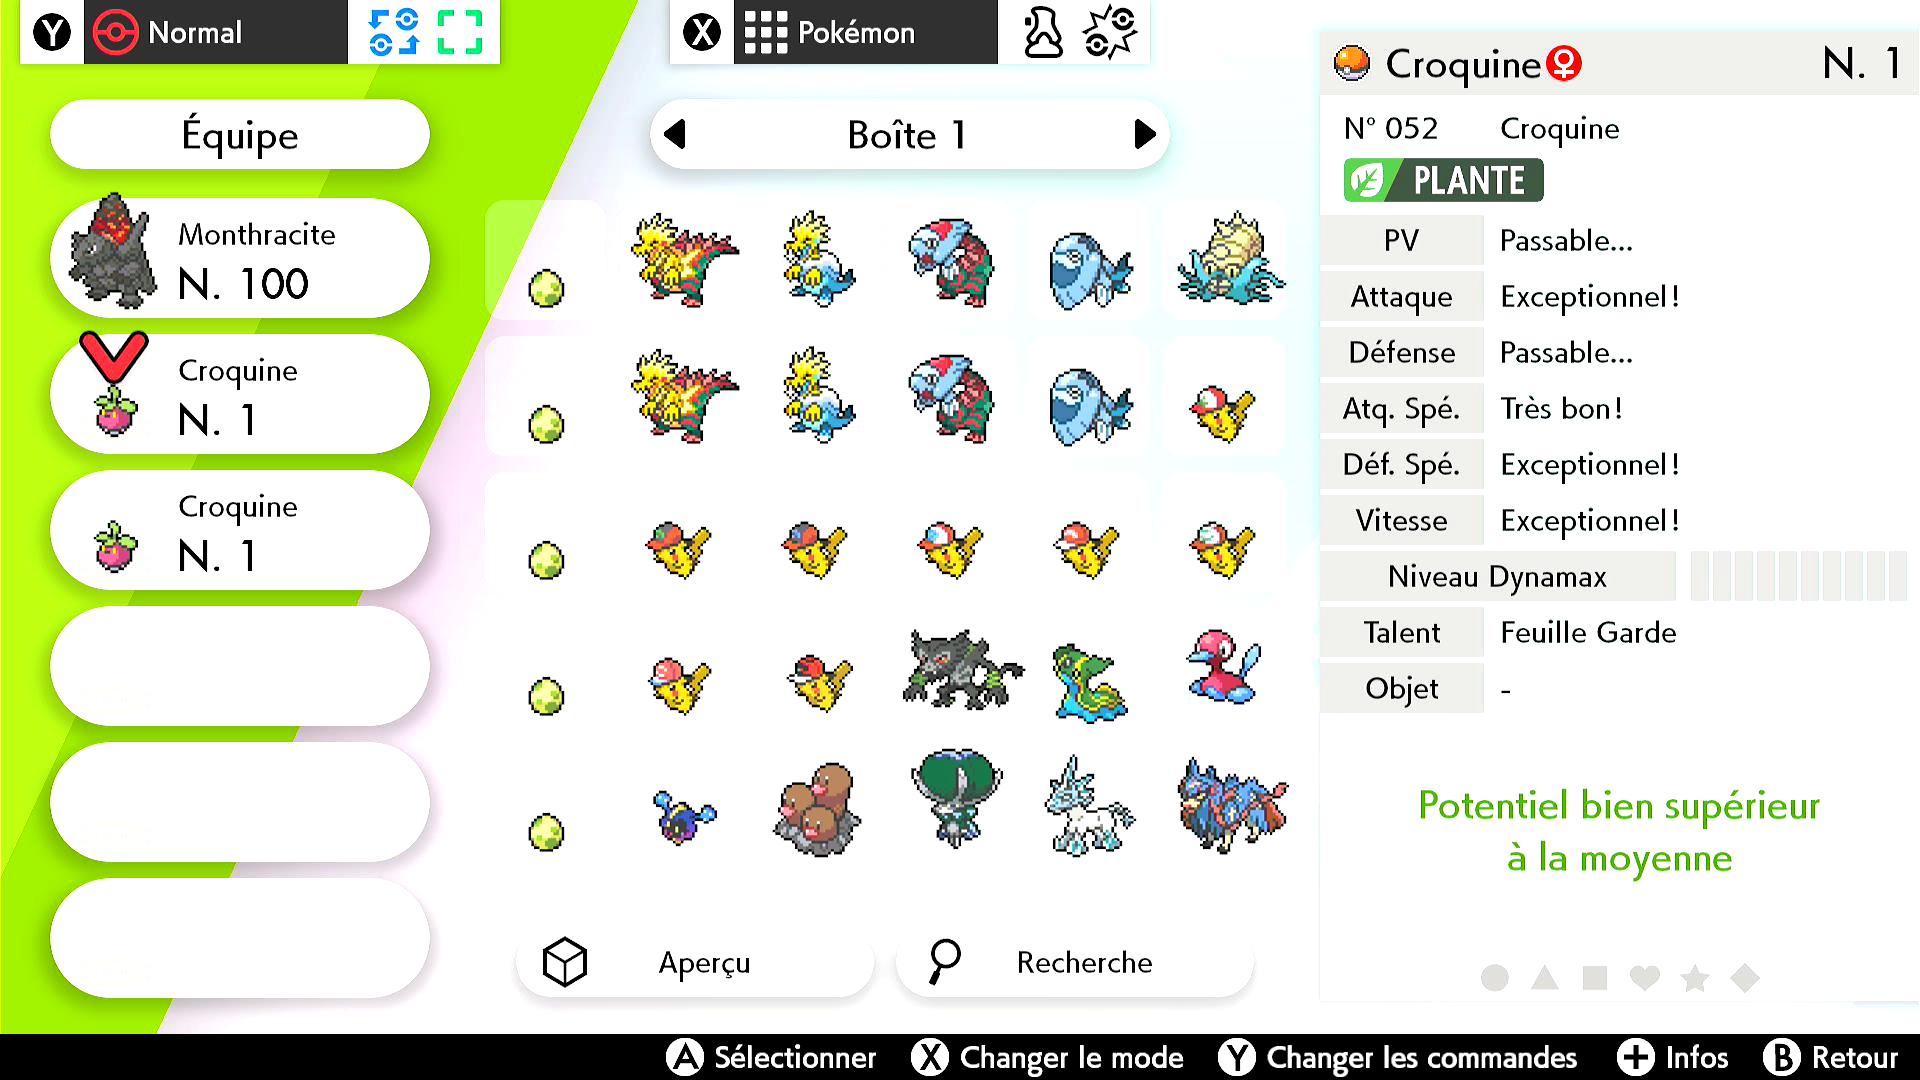 Y Normal
X Pokémon
Équipe
Monthracite
N. 100
Croquine
N. 1
Croquine
N. 1
Boîte 1
Aperçu
Recherche
Croquine♀ N. 1
N° 052 Croquine
PLANTE
PV Passable...
Attaque Exceptionnel!
Défense Passable...
Atq. Spé. Très bon!
Déf. Spé. Exceptionnel!
Vitesse Exceptionnel!
Niveau Dynamax
Talent Feuille Garde
Objet -
Potentiel bien supérieur
à la moyenne
A Sélectionner X Changer le mode Y Changer les commandes + Infos B Retour